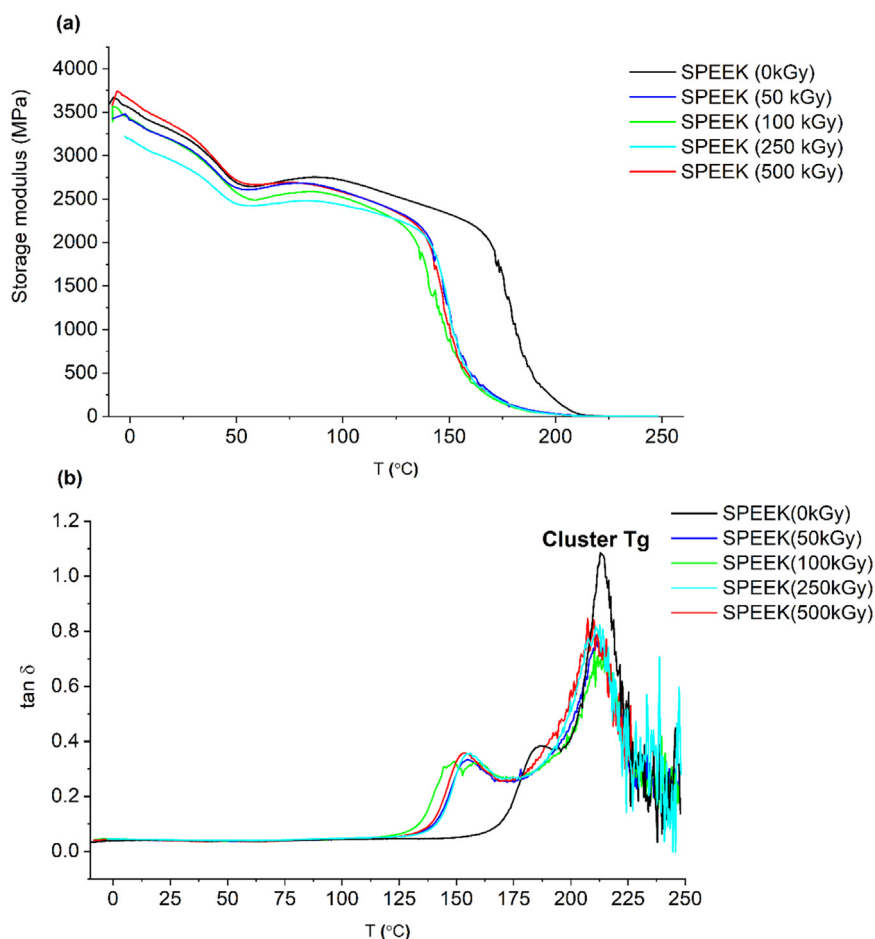 (a)
4000
3500
3000
2500
2000
1500
1000
500
0
Storage modulus (MPa)
0 50 100 150 200 250
T (°C)
SPEEK (0kGy)
SPEEK (50 kGy)
SPEEK (100 kGy)
SPEEK (250 kGy)
SPEEK (500 kGy)
(b)
1.2
1.0
0.8
0.6
0.4
0.2
0.0
tan δ
Cluster Tg
0 25 50 75 100 125 150 175 200 225 250
T (°C)
SPEEK(0kGy)
SPEEK(50kGy)
SPEEK(100kGy)
SPEEK(250kGy)
SPEEK(500kGy)